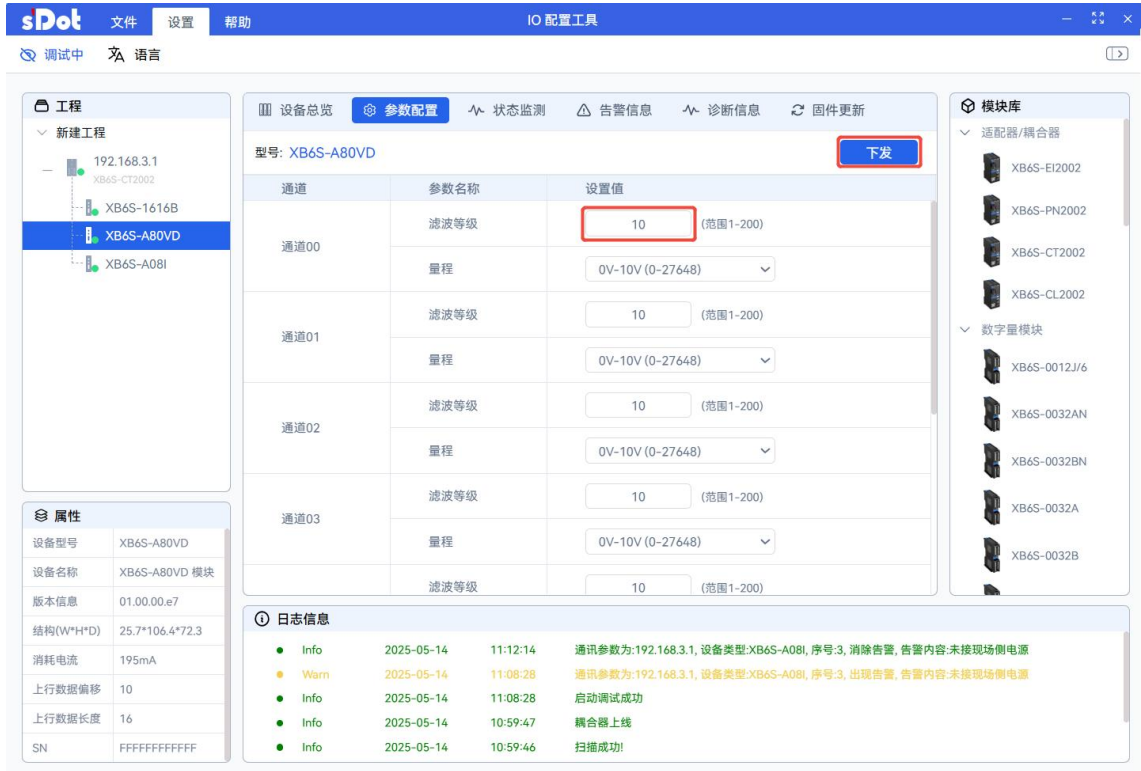 sDot 文件 设置 帮助 IO 配置工具
调试中 语言
工程
新建工程
192.168.3.1
XB6S-CT2002
XB6S-1616B
XB6S-A80VD
XB6S-A08I
设备总览 参数配置 状态监测 告警信息 诊断信息 固件更新
型号: XB6S-A80VD 下发
通道 参数名称 设置值
通道00
滤波等级 10 (范围1-200)
量程 0V-10V (0-27648)
通道01
滤波等级 10 (范围1-200)
量程 0V-10V (0-27648)
通道02
滤波等级 10 (范围1-200)
量程 0V-10V (0-27648)
通道03
滤波等级 10 (范围1-200)
量程 0V-10V (0-27648)
滤波等级 10 (范围1-200)
模块库
适配器/耦合器
XB6S-EI2002
XB6S-PN2002
XB6S-CT2002
XB6S-CL2002
数字量模块
XB6S-0012J/6
XB6S-0032AN
XB6S-0032BN
XB6S-0032A
XB6S-0032B
属性
设备型号 XB6S-A80VD
设备名称 XB6S-A80VD 模块
版本信息 01.00.00.e7
结构(W*H*D) 25.7*106.4*72.3
消耗电流 195mA
上行数据偏移 10
上行数据长度 16
SN FFFFFFFFFFFF
日志信息
Info 2025-05-14 11:12:14 通讯参数为:192.168.3.1, 设备类型:XB6S-A08I, 序号:3, 消除告警, 告警内容:未接现场侧电源
Warn 2025-05-14 11:08:28 通讯参数为:192.168.3.1, 设备类型:XB6S-A08I, 序号:3, 出现告警, 告警内容:未接现场侧电源
Info 2025-05-14 11:08:28 启动调试成功
Info 2025-05-14 10:59:47 耦合器上线
Info 2025-05-14 10:59:46 扫描成功!